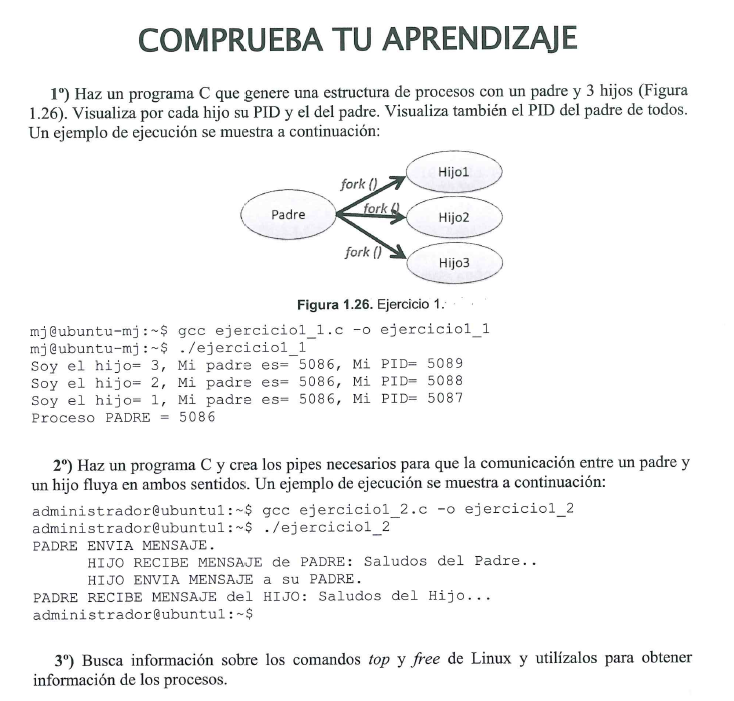 COMPRUEBA TU APRENDIZAJE
1º) Haz un programa C que genere una estructura de procesos con un padre y 3 hijos (Figura
1.26). Visualiza por cada hijo su PID y el del padre. Visualiza también el PID del padre de todos.
Un ejemplo de ejecución se muestra a continuación:
Hijo1
fork ()
Padre
fork ()
Hijo2
fork ()
Hijo3
Figura 1.26. Ejercicio 1.
mj@ubuntu-mj:~$ gcc ejercicio1_1.c -o ejercicio1_1
mj@ubuntu-mj:~$ ./ejercicio1_1
Soy el hijo= 3, Mi padre es= 5086, Mi PID= 5089
Soy el hijo= 2, Mi padre es= 5086, Mi PID= 5088
Soy el hijo= 1, Mi padre es= 5086, Mi PID= 5087
Proceso PADRE = 5086
2º) Haz un programa C y crea los pipes necesarios para que la comunicación entre un padre y
un hijo fluya en ambos sentidos. Un ejemplo de ejecución se muestra a continuación:
administrador@ubuntu1:~$ gcc ejercicio1_2.c -o ejercicio1_2
administrador@ubuntu1:~$ ./ejercicio1_2
PADRE ENVIA MENSAJE.
HIJO RECIBE MENSAJE de PADRE: Saludos del Padre..
HIJO ENVIA MENSAJE a su PADRE.
PADRE RECIBE MENSAJE del HIJO: Saludos del Hijo...
administrador@ubuntu1:~$
3º) Busca información sobre los comandos top y free de Linux y utilízalos para obtener
información de los procesos.